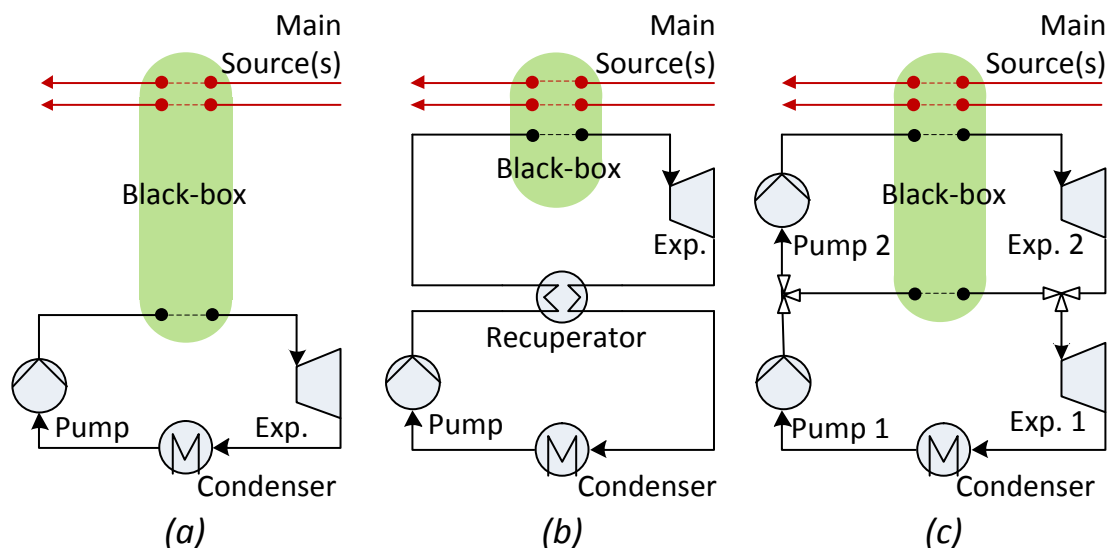 Main
Source(s)
Black-box
Pump
Exp.
Condenser
(a)
Main
Source(s)
Black-box
Exp.
Recuperator
Pump
Condenser
(b)
Main
Source(s)
Black-box
Pump 2
Exp. 2
Pump 1
Exp. 1
Condenser
(c)